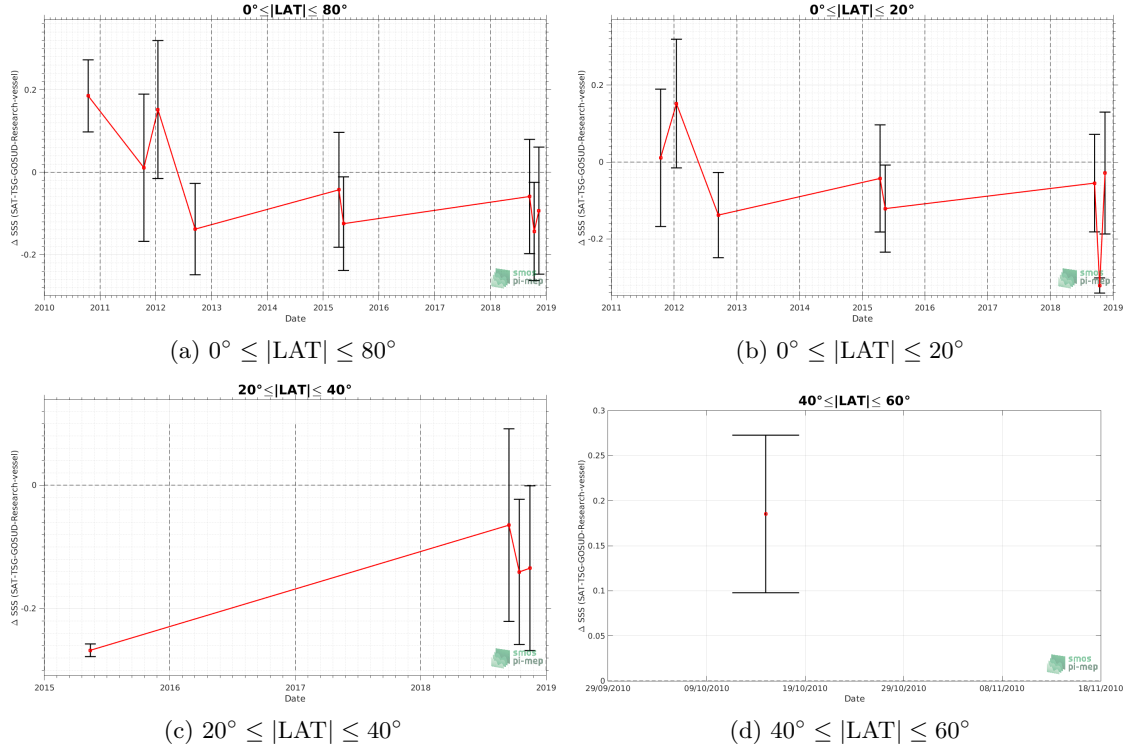 0°≤|LAT|≤ 80°
Δ SSS (SAT-TSG-GOSUD-Research-vessel)
0.2
0
-0.2
2010 2011 2012 2013 2014 2015 2016 2017 2018 2019
Date
smos
pi-mep
(a) 0° ≤ |LAT| ≤ 80°
0°≤|LAT|≤ 20°
Δ SSS (SAT-TSG-GOSUD-Research-vessel)
0.2
0
-0.2
2011 2012 2013 2014 2015 2016 2017 2018 2019
Date
smos
pi-mep
(b) 0° ≤ |LAT| ≤ 20°
20°≤|LAT|≤ 40°
Δ SSS (SAT-TSG-GOSUD-Research-vessel)
0
-0.2
2015 2016 2017 2018 2019
Date
smos
pi-mep
(c) 20° ≤ |LAT| ≤ 40°
40°≤|LAT|≤ 60°
Δ SSS (SAT-TSG-GOSUD-Research-vessel)
0.3
0.25
0.2
0.15
0.1
0.05
0
29/09/2010 09/10/2010 19/10/2010 29/10/2010 08/11/2010 18/11/2010
Date
smos
pi-mep
(d) 40° ≤ |LAT| ≤ 60°